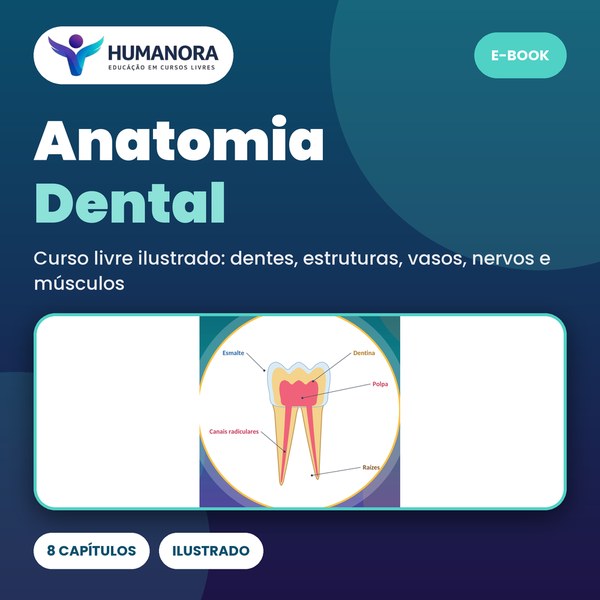 HUMANORA
EDUCAÇÃO EM CURSOS LIVRES
E-BOOK
Anatomia
Dental
Curso livre ilustrado: dentes, estruturas, vasos, nervos e
músculos
Esmalte
Dentina
Polpa
Canais radiculares
Raízes
8 CAPÍTULOS
ILUSTRADO